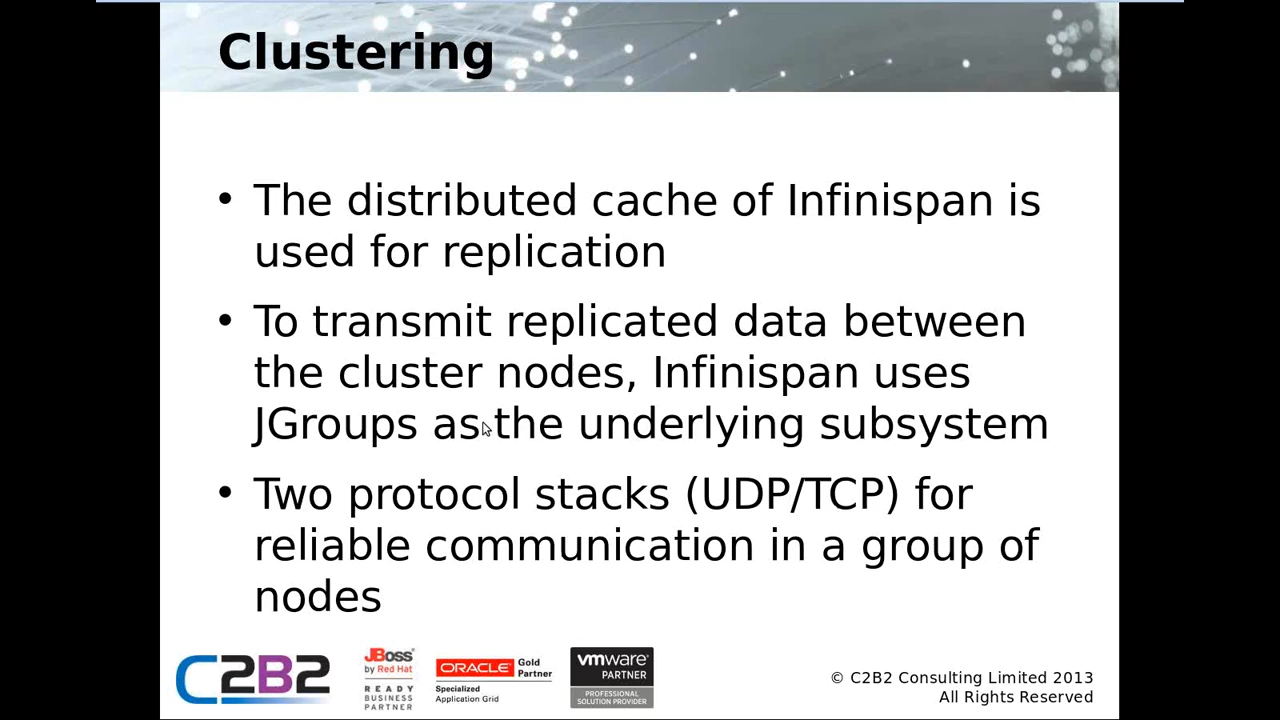 Clustering
• The distributed cache of Infinispan is
used for replication
• To transmit replicated data between
the cluster nodes, Infinispan uses
JGroups as the underlying subsystem
• Two protocol stacks (UDP/TCP) for
reliable communication in a group of
nodes
C2B2
JBoss
by Red Hat
READY
BUSINESS
PARTNER
ORACLE Gold
Partner
Specialized
Application Grid
vmware
PARTNER
PROFESSIONAL
SOLUTION PROVIDER
© C2B2 Consulting Limited 2013
All Rights Reserved